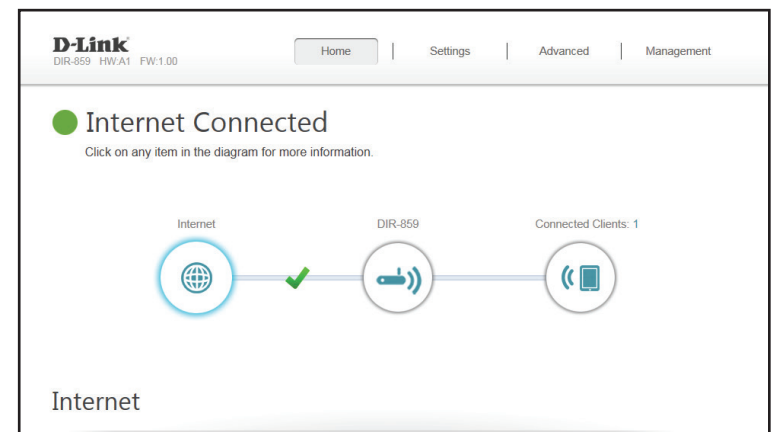 D-Link
DIR-859 HW:A1 FW:1.00
Home Settings Advanced Management
Internet Connected
Click on any item in the diagram for more information.
Internet DIR-859 Connected Clients: 1
Internet